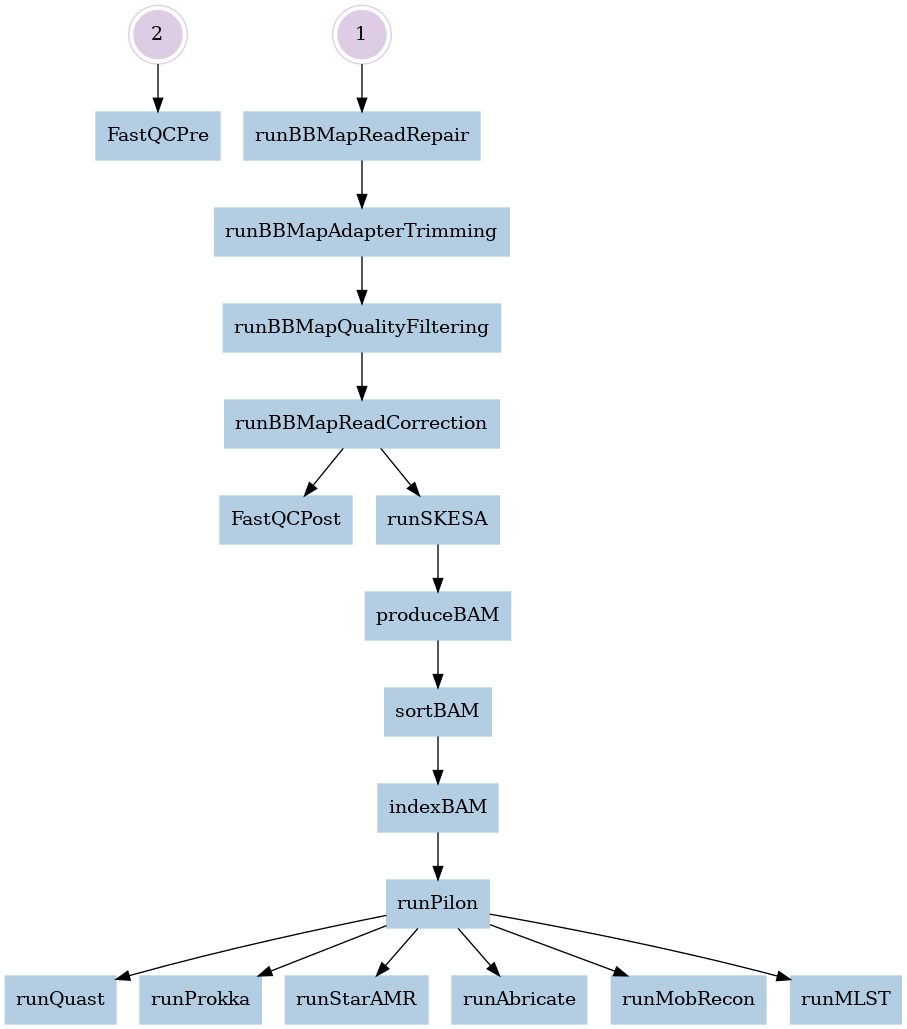 2
1
FastQCPre
runBBMapReadRepair
runBBMapAdapterTrimming
runBBMapQualityFiltering
runBBMapReadCorrection
FastQCPost
runSKESA
produceBAM
sortBAM
indexBAM
runPilon
runQuast
runProkka
runStarAMR
runAbricate
runMobRecon
runMLST